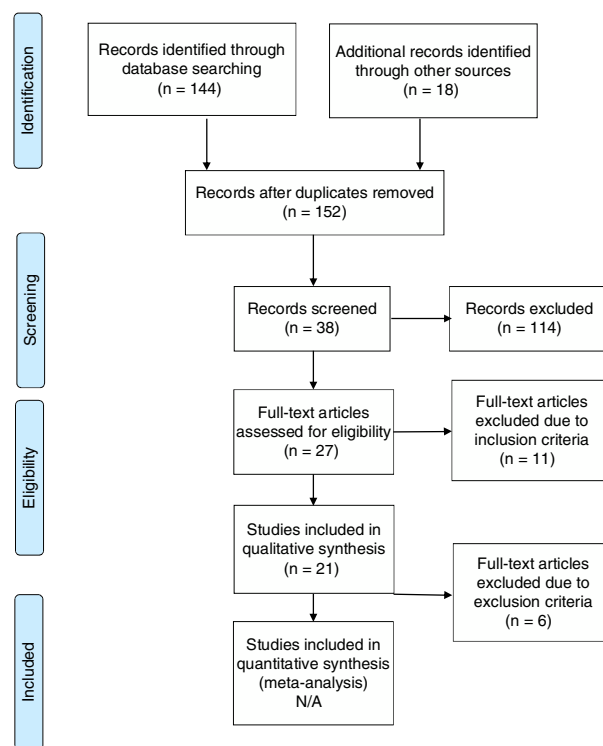 Identification
Records identified through
database searching
(n = 144)
Additional records identified
through other sources
(n = 18)
Records after duplicates removed
(n = 152)
Screening
Records screened
(n = 38)
Records excluded
(n = 114)
Eligibility
Full-text articles
assessed for eligibility
(n = 27)
Full-text articles
excluded due to
inclusion criteria
(n = 11)
Studies included in
qualitative synthesis
(n = 21)
Full-text articles
excluded due to
exclusion criteria
(n = 6)
Included
Studies included in
quantitative synthesis
(meta-analysis)
N/A